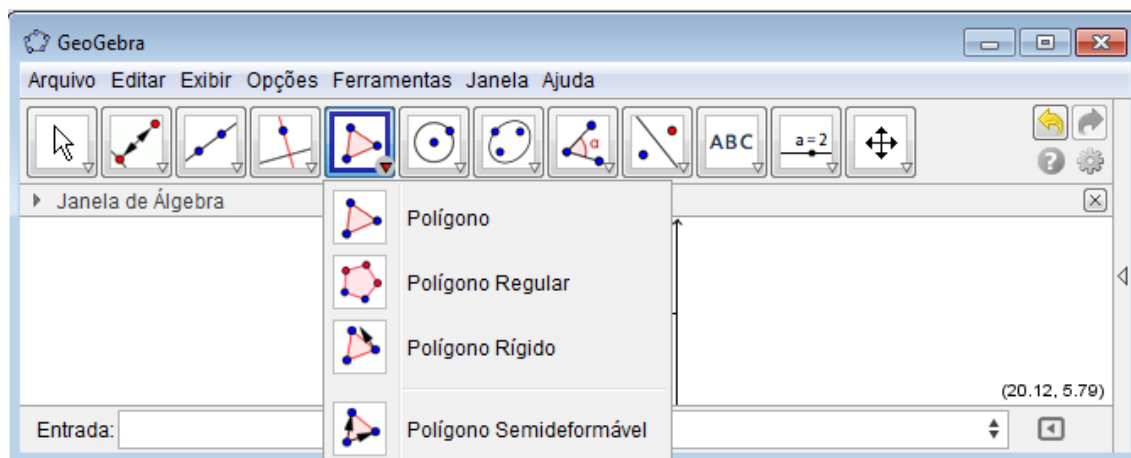 GeoGebra
Arquivo Editar Exibir Opções Ferramentas Janela Ajuda
α ABC a=2
Janela de Álgebra
Polígono
Polígono Regular
Polígono Rígido
(20.12, 5.79)
Entrada:
Polígono Semideformável